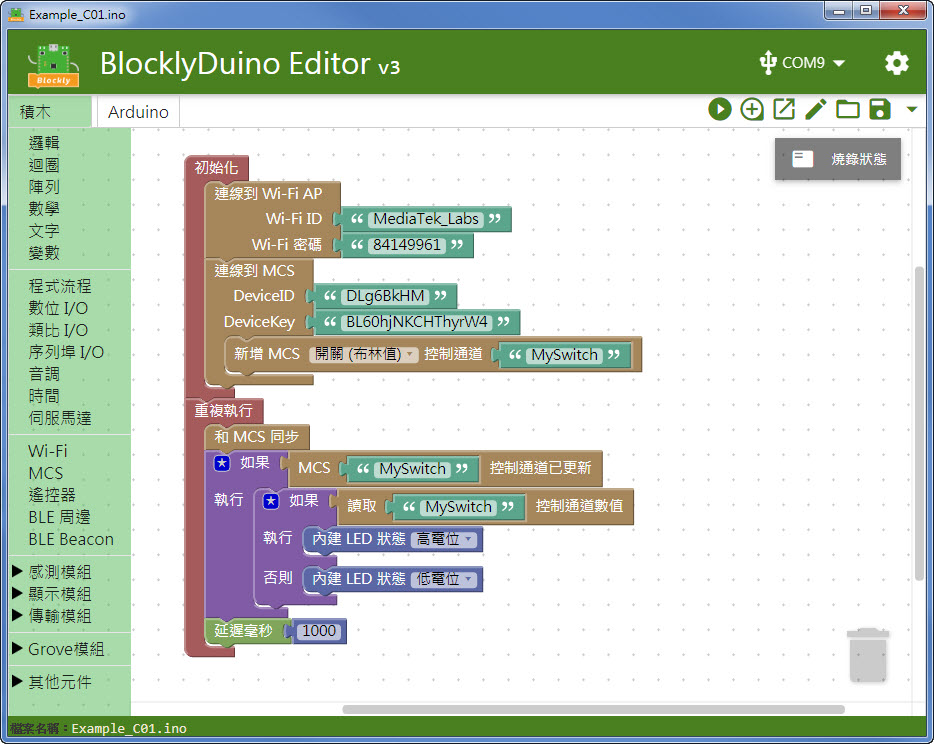 Example_C01.ino
Blockly
BlocklyDuino Editor v3
COM9
積木
Arduino
邏輯
迴圈
陣列
數學
文字
變數
程式流程
數位 I/O
類比 I/O
序列埠 I/O
音調
時間
伺服馬達
Wi-Fi
MCS
遙控器
BLE 周邊
BLE Beacon
感測模組
顯示模組
傳輸模組
Grove模組
其他元件
燒錄狀態
初始化
連線到 Wi-Fi AP
Wi-Fi ID “ MediaTek_Labs ”
Wi-Fi 密碼 “ 84149961 ”
連線到 MCS
DeviceID “ DLg6BkHM ”
DeviceKey “ BL60hjNKCHThyrW4 ”
新增 MCS 開關 (布林值) 控制通道 “ MySwitch ”
重複執行
和 MCS 同步
如果 MCS “ MySwitch ” 控制通道已更新
執行 如果 讀取 “ MySwitch ” 控制通道數值
執行 內建 LED 狀態 高電位
否則 內建 LED 狀態 低電位
延遲毫秒 1000
檔案名稱：Example_C01.ino